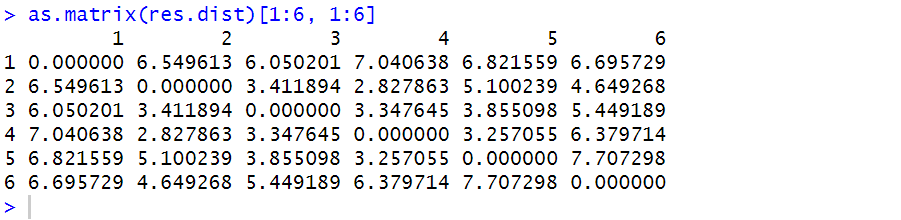 > as.matrix(res.dist)[1:6, 1:6]
         1        2        3        4        5        6
1 0.000000 6.549613 6.050201 7.040638 6.821559 6.695729
2 6.549613 0.000000 3.411894 2.827863 5.100239 4.649268
3 6.050201 3.411894 0.000000 3.347645 3.855098 5.449189
4 7.040638 2.827863 3.347645 0.000000 3.257055 6.379714
5 6.821559 5.100239 3.855098 3.257055 0.000000 7.707298
6 6.695729 4.649268 5.449189 6.379714 7.707298 0.000000
>